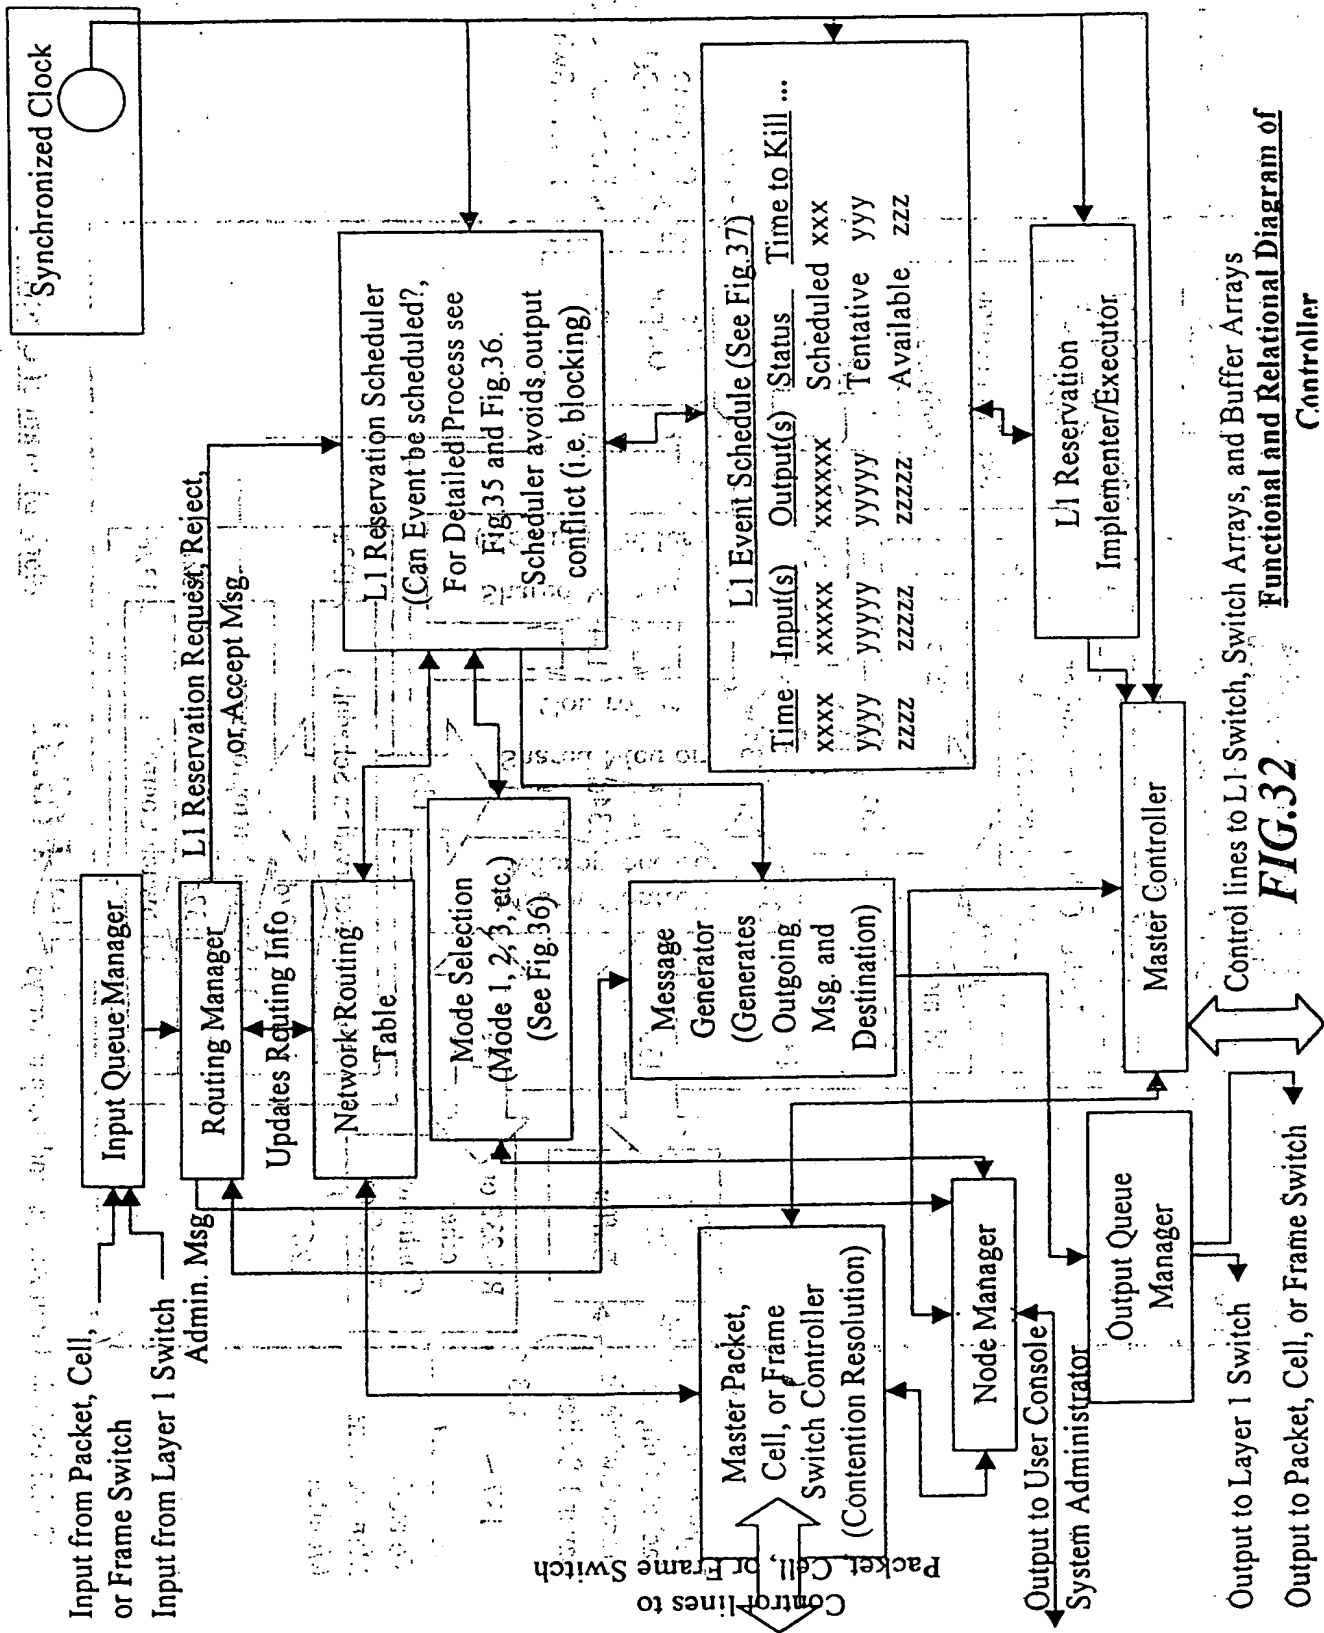 Synchronized Clock
Input from Packet, Cell,
or Frame Switch
Input from Layer 1 Switch
Input Queue Manager
Admin. Msg
Routing Manager
L1 Reservation Request, Reject,
or Accept Msg.
Updates Routing Info
Network Routing
Table
L1 Reservation Scheduler
(Can Event be scheduled?,
For Detailed Process see
Fig.35 and Fig.36.
Scheduler avoids output
conflict (i.e. blocking)
Mode Selection
(Mode 1, 2, 3, etc.)
(See Fig.36)
Message
Generator
(Generates
Outgoing
Msg. and
Destination)
L1 Event Schedule (See Fig.37)
Time Input(s) Output(s) Status Time to Kill ...
xxxx xxxxx xxxxxx Scheduled xxx
yyyy yyyyy yyyyy Tentative yyy
zzzz zzzzz zzzzz Available zzz
Master Packet,
Cell, or Frame
Switch Controller
(Contention Resolution)
Control lines to
Packet, Cell, or Frame Switch
Node Manager
Output to User Console
System Administrator
L1 Reservation
Implementer/Executor
Master Controller
Output Queue
Manager
Output to Layer 1 Switch
Output to Packet, Cell, or Frame Switch
Control lines to L1 Switch, Switch Arrays, and Buffer Arrays
FIG.32
Functional and Relational Diagram of
Controller